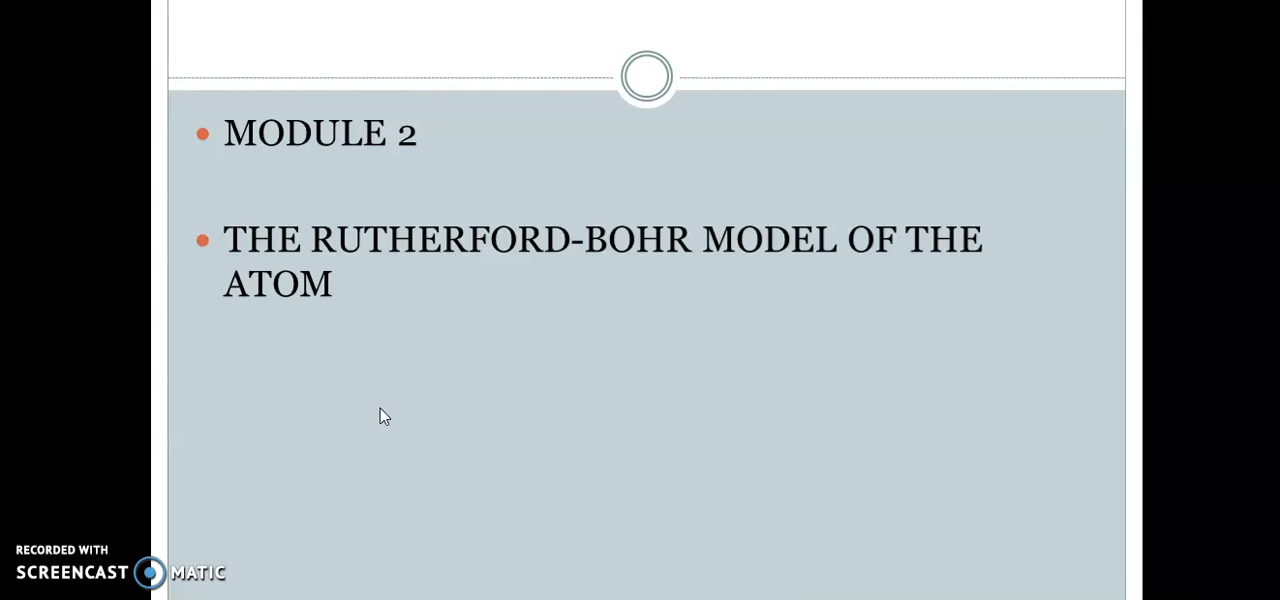 MODULE 2
THE RUTHERFORD-BOHR MODEL OF THE
ATOM
RECORDED WITH
SCREENCAST MATIC